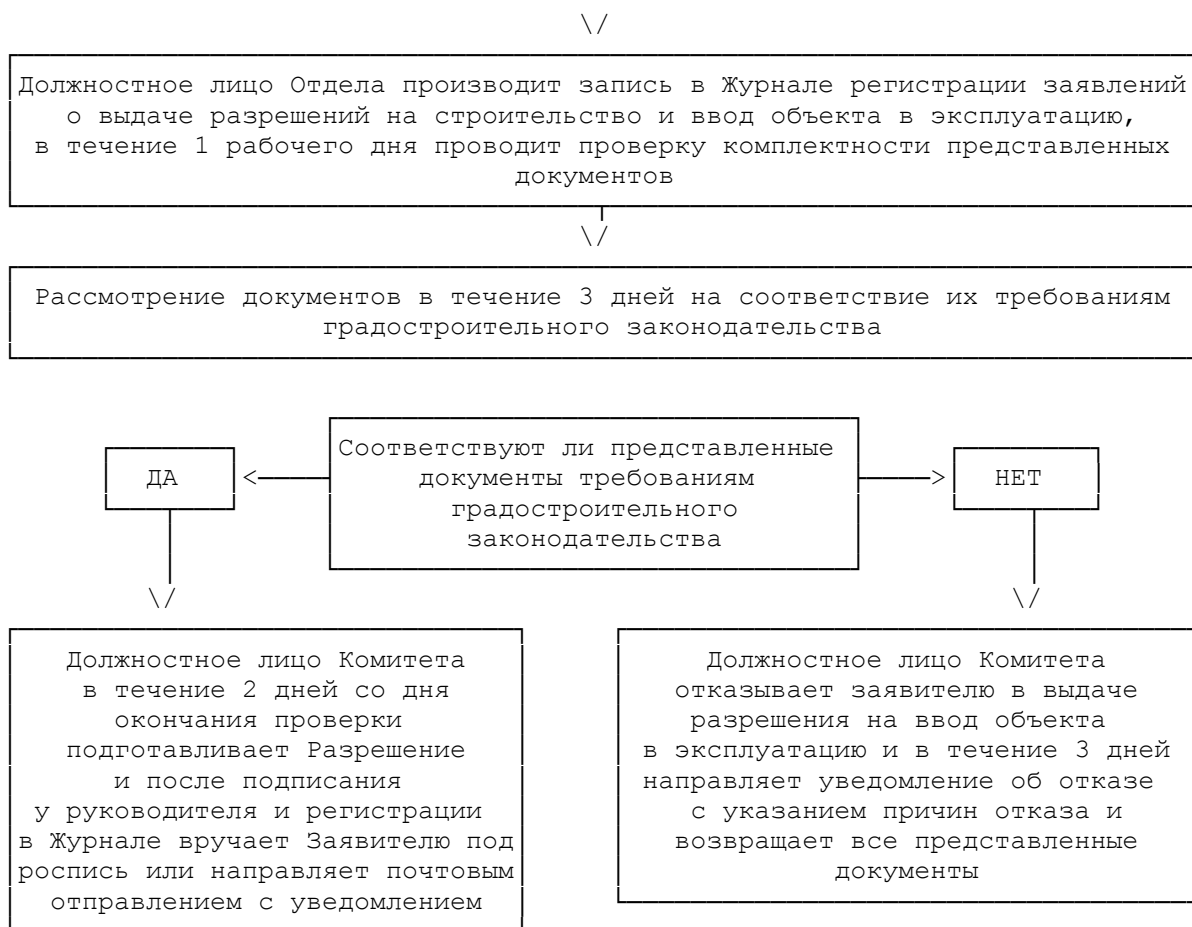 \/
Должностное лицо Отдела производит запись в Журнале регистрации заявлений
о выдаче разрешений на строительство и ввод объекта в эксплуатацию,
в течение 1 рабочего дня проводит проверку комплектности представленных
документов
\/
Рассмотрение документов в течение 3 дней на соответствие их требованиям
градостроительного законодательства
ДА
<
Соответствуют ли представленные
документы требованиям
градостроительного
законодательства
>
НЕТ
\/
\/
Должностное лицо Комитета
в течение 2 дней со дня
окончания проверки
подготавливает Разрешение
и после подписания
у руководителя и регистрации
в Журнале вручает Заявителю под
роспись или направляет почтовым
отправлением с уведомлением
Должностное лицо Комитета
отказывает заявителю в выдаче
разрешения на ввод объекта
в эксплуатацию и в течение 3 дней
направляет уведомление об отказе
с указанием причин отказа и
возвращает все представленные
документы